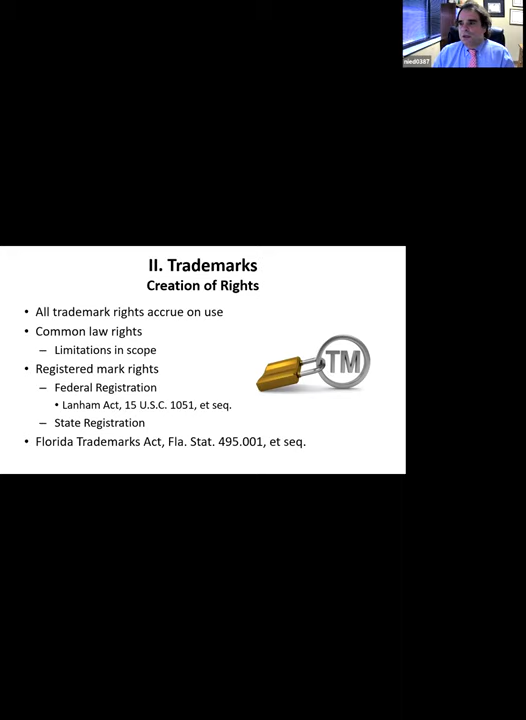 nied0387
II. Trademarks
Creation of Rights
• All trademark rights accrue on use
• Common law rights
– Limitations in scope
• Registered mark rights
– Federal Registration
• Lanham Act, 15 U.S.C. 1051, et seq.
– State Registration
• Florida Trademarks Act, Fla. Stat. 495.001, et seq.
TM